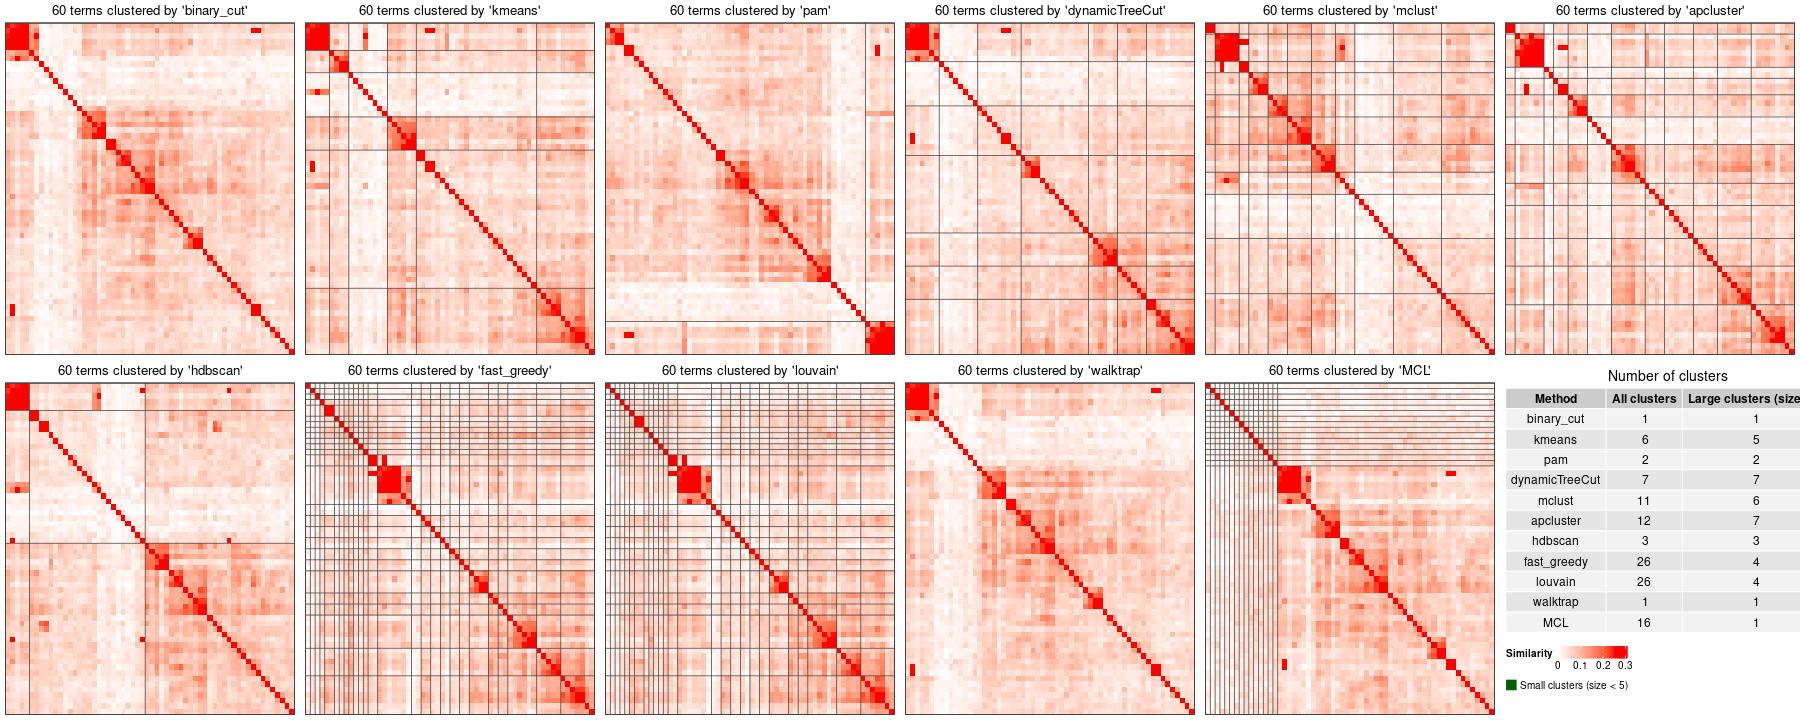 60 terms clustered by 'binary_cut'
60 terms clustered by 'kmeans'
60 terms clustered by 'pam'
60 terms clustered by 'dynamicTreeCut'
60 terms clustered by 'mclust'
60 terms clustered by 'apcluster'
60 terms clustered by 'hdbscan'
60 terms clustered by 'fast_greedy'
60 terms clustered by 'louvain'
60 terms clustered by 'walktrap'
60 terms clustered by 'MCL'
Number of clusters
Method All clusters Large clusters (size
binary_cut 1 1
kmeans 6 5
pam 2 2
dynamicTreeCut 7 7
mclust 11 6
apcluster 12 7
hdbscan 3 3
fast_greedy 26 4
louvain 26 4
walktrap 1 1
MCL 16 1
Similarity
0 0.1 0.2 0.3
Small clusters (size < 5)